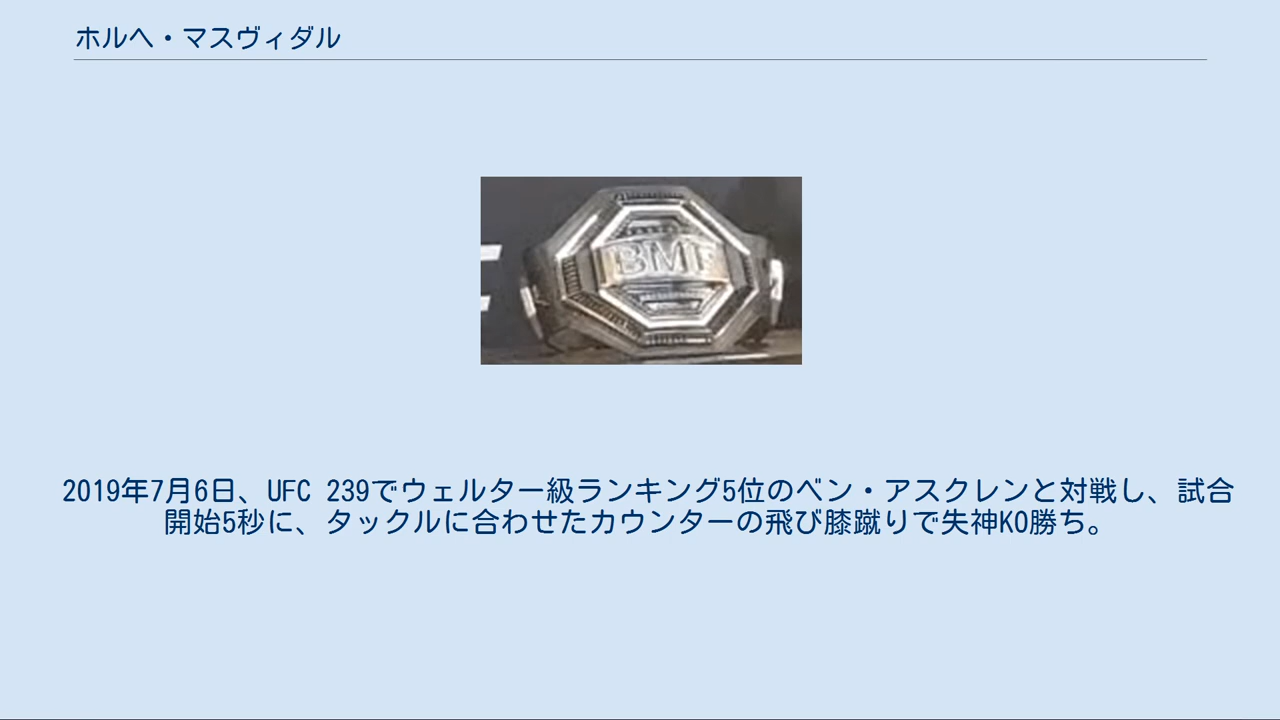 ホルヘ・マスヴィダル
BMF
2019年7月6日、UFC 239でウェルター級ランキング5位のベン・アスクレンと対戦し、試合
開始5秒に、タックルに合わせたカウンターの飛び膝蹴りで失神KO勝ち。